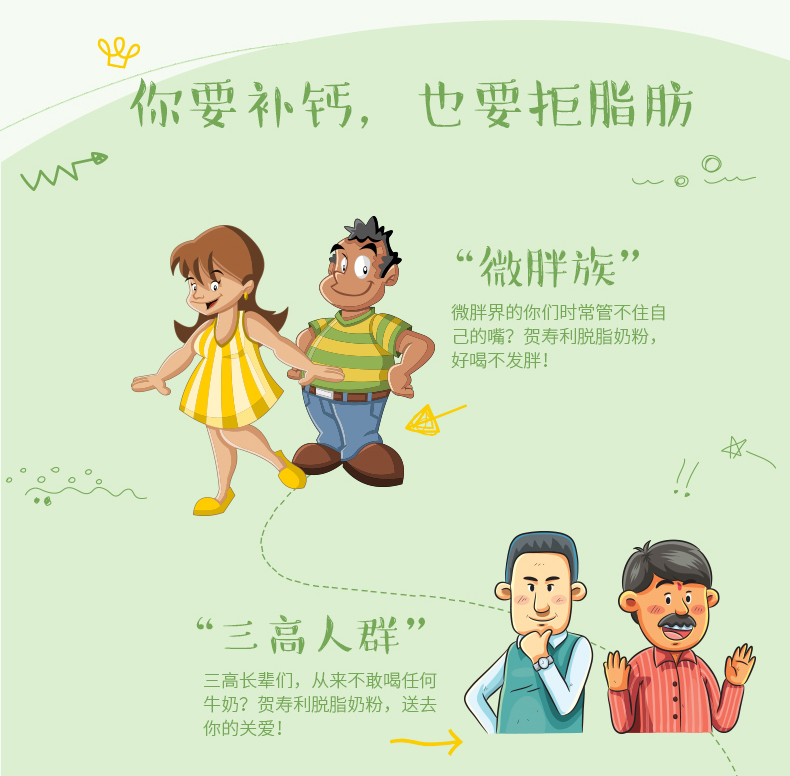 你要补钙，也要拒脂肪
“微胖族”
微胖界的你们时常管不住自
己的嘴？贺寿利脱脂奶粉，
好喝不发胖！
“三高人群”
三高长辈们，从来不敢喝任何
牛奶？贺寿利脱脂奶粉，送去
你的关爱！